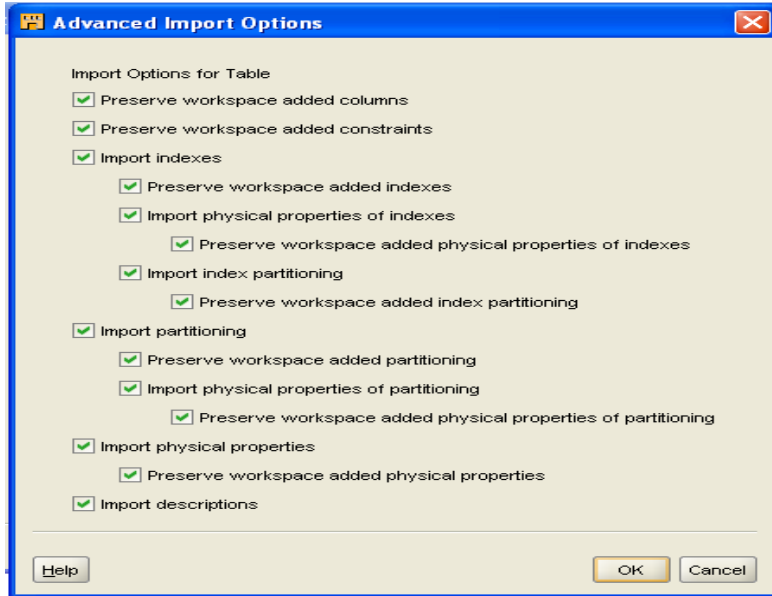 Advanced Import Options
Import Options for Table
Preserve workspace added columns
Preserve workspace added constraints
Import indexes
Preserve workspace added indexes
Import physical properties of indexes
Preserve workspace added physical properties of indexes
Import index partitioning
Preserve workspace added index partitioning
Import partitioning
Preserve workspace added partitioning
Import physical properties of partitioning
Preserve workspace added physical properties of partitioning
Import physical properties
Preserve workspace added physical properties
Import descriptions
Help OK Cancel